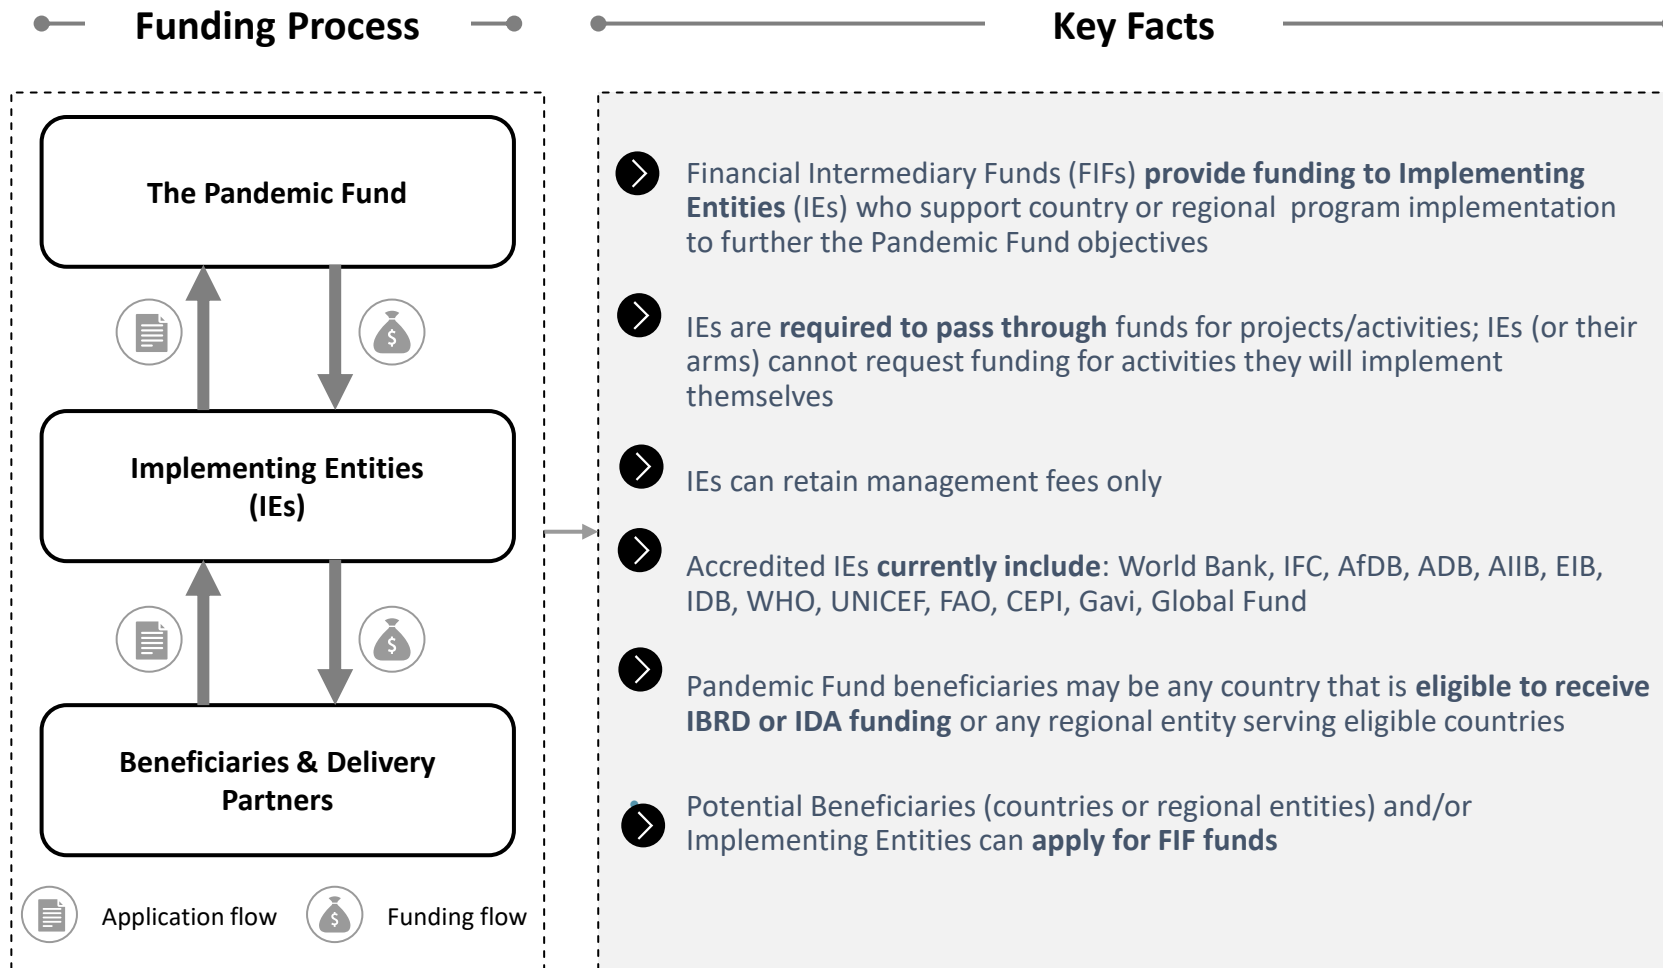 Funding Process
Key Facts
The Pandemic Fund
$
Implementing Entities
(IEs)
$
Beneficiaries & Delivery
Partners
Application flow
$
Funding flow
Financial Intermediary Funds (FIFs) provide funding to Implementing
Entities (IEs) who support country or regional program implementation
to further the Pandemic Fund objectives
IEs are required to pass through funds for projects/activities; IEs (or their
arms) cannot request funding for activities they will implement
themselves
IEs can retain management fees only
Accredited IEs currently include: World Bank, IFC, AfDB, ADB, AIIB, EIB,
IDB, WHO, UNICEF, FAO, CEPI, Gavi, Global Fund
Pandemic Fund beneficiaries may be any country that is eligible to receive
IBRD or IDA funding or any regional entity serving eligible countries
Potential Beneficiaries (countries or regional entities) and/or
Implementing Entities can apply for FIF funds